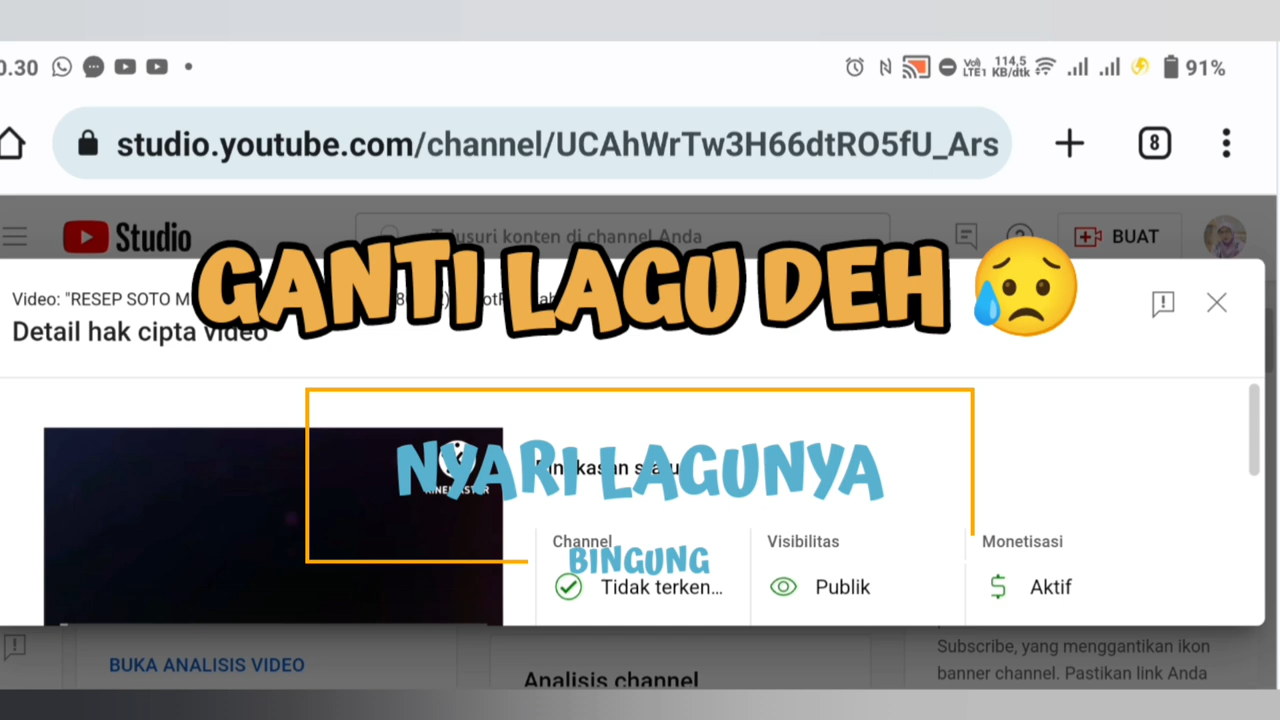 0.30
Vo) LTE1 114,5 KB/dtk 91%
studio.youtube.com/channel/UCAhWrTw3H66dtRO5fU_Ars
8
Studio
Telusuri konten di channel Anda
BUAT
GANTI LAGU DEH
Video: "RESEP SOTO M
Detail hak cipta video
NYARI LAGUNYA
BINGUNG
Channel
Visibilitas
Monetisasi
Tidak terken...
Publik
Aktif
BUKA ANALISIS VIDEO
Analisis channel
Subscribe, yang menggantikan ikon
banner channel. Pastikan link Anda